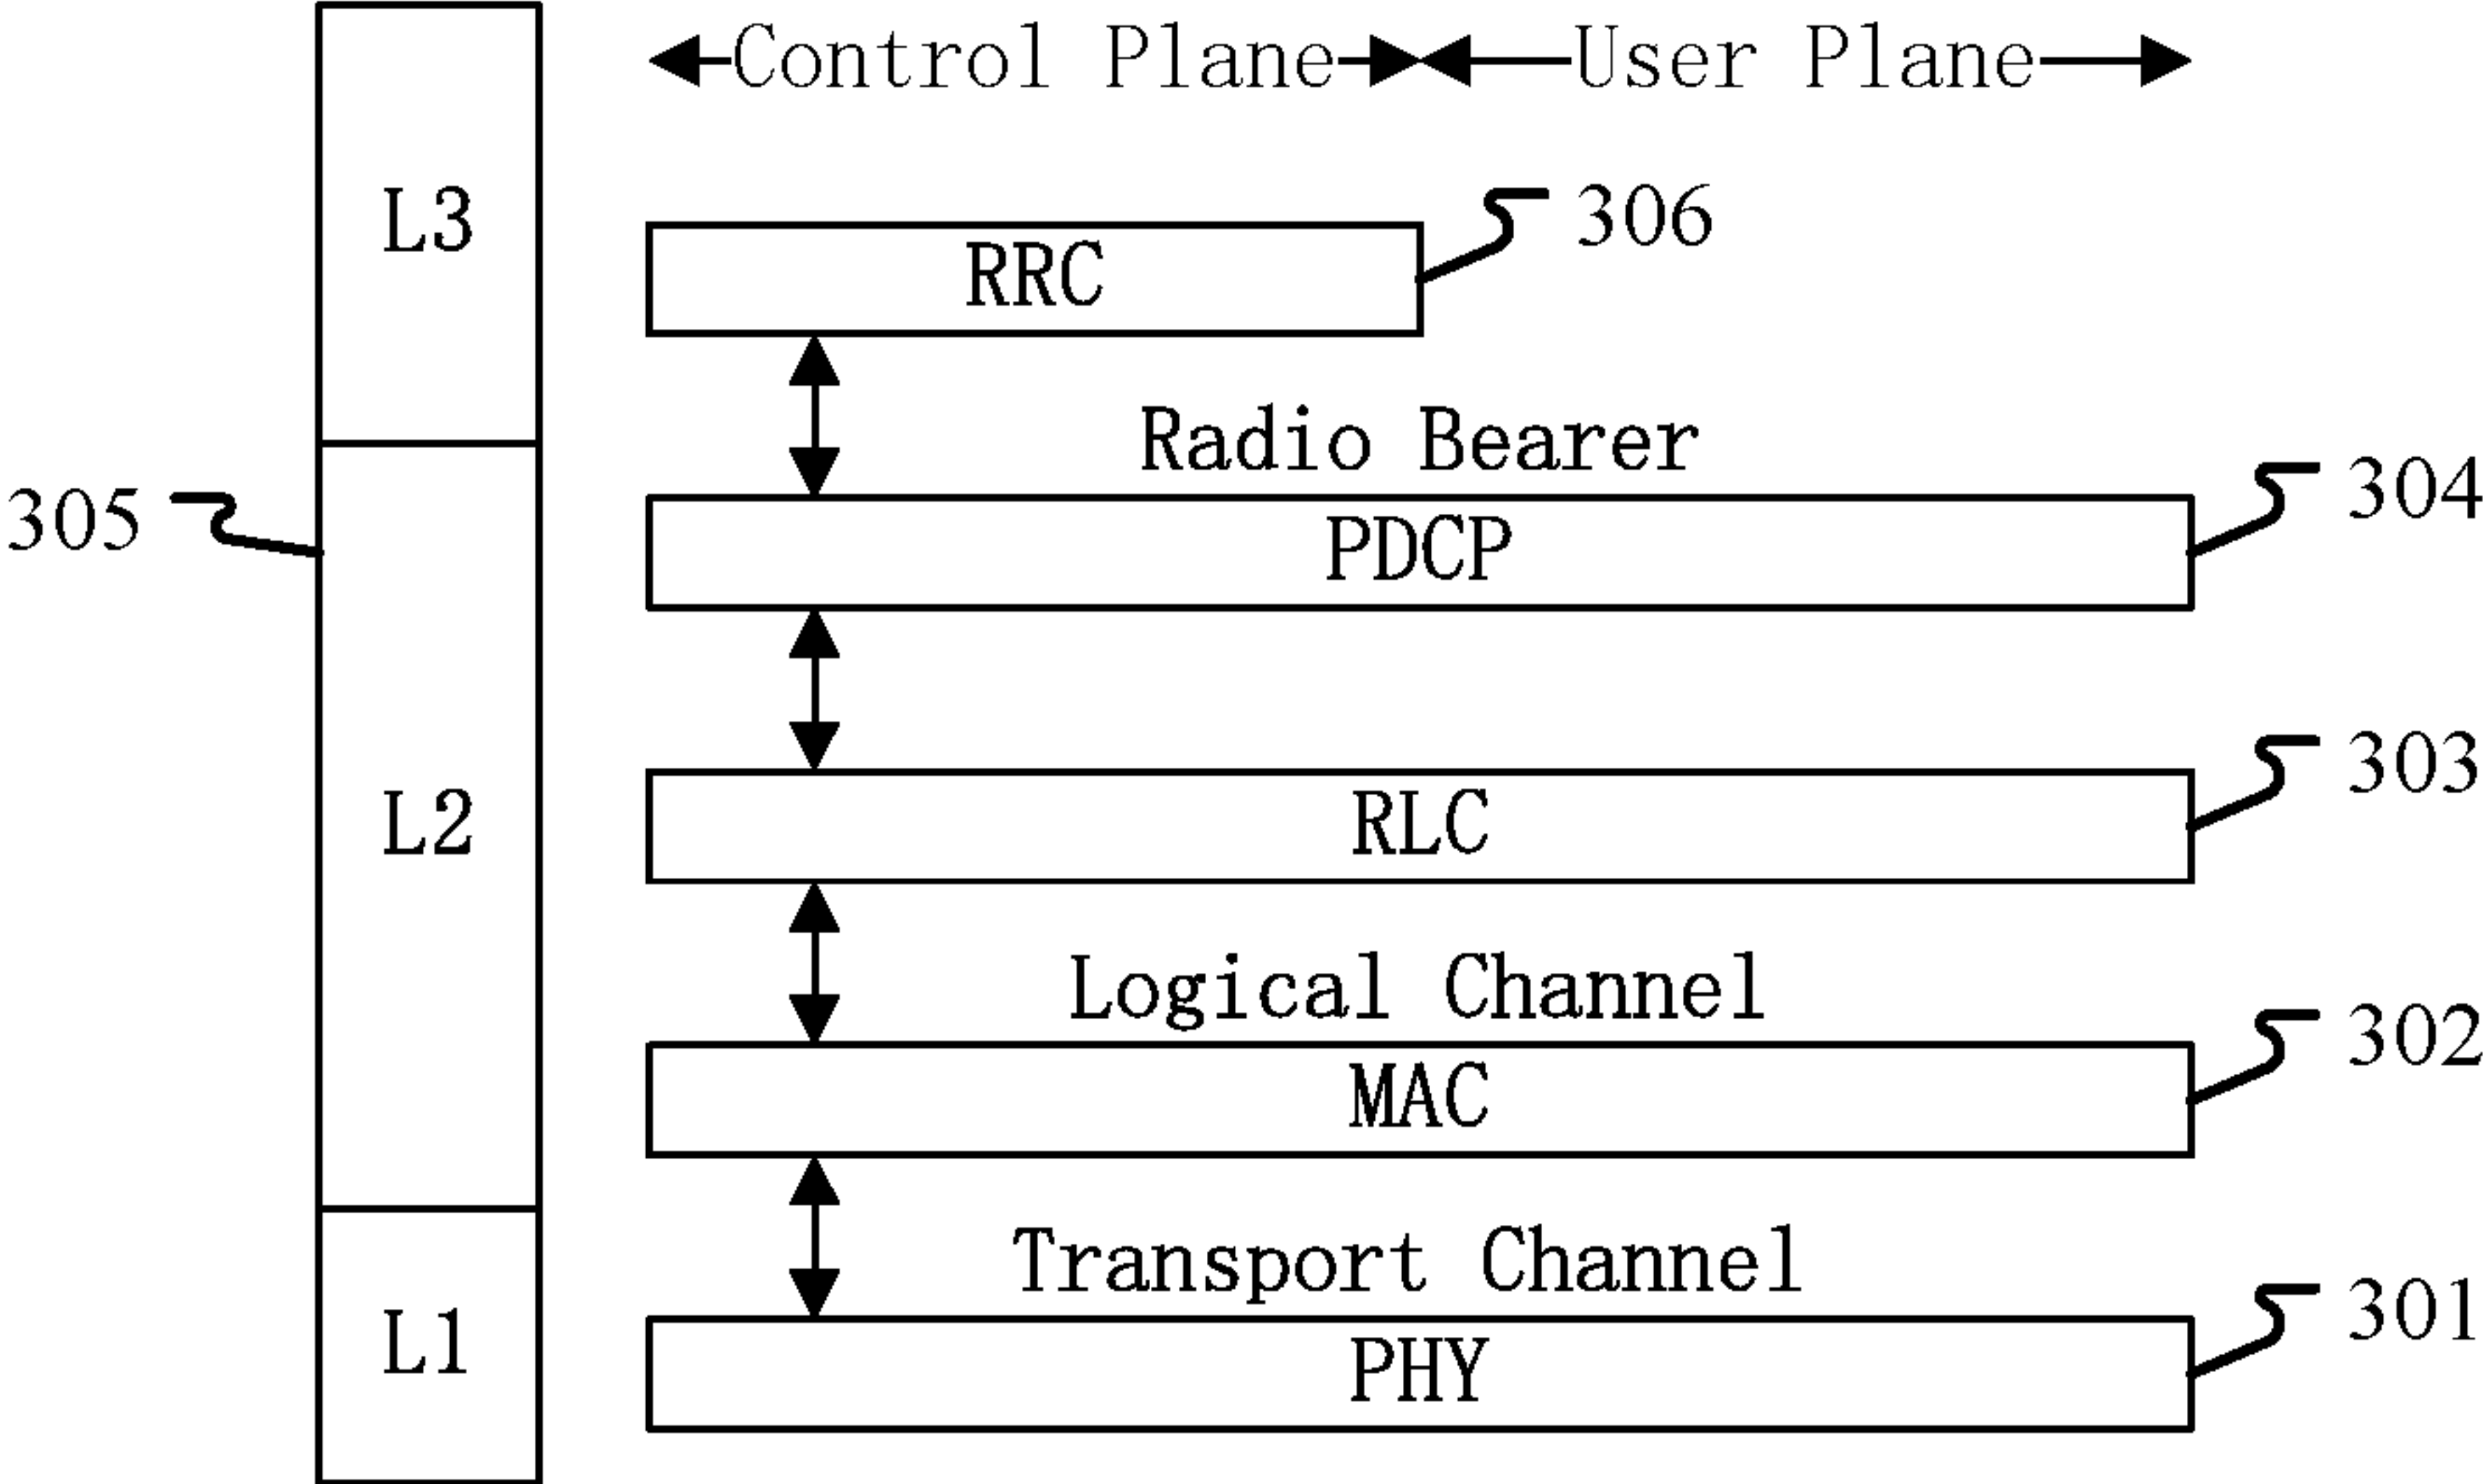 Control Plane User Plane
L3
RRC
306
Radio Bearer
305
PDCP
304
L2
RLC
303
Logical Channel
MAC
302
Transport Channel
L1
PHY
301